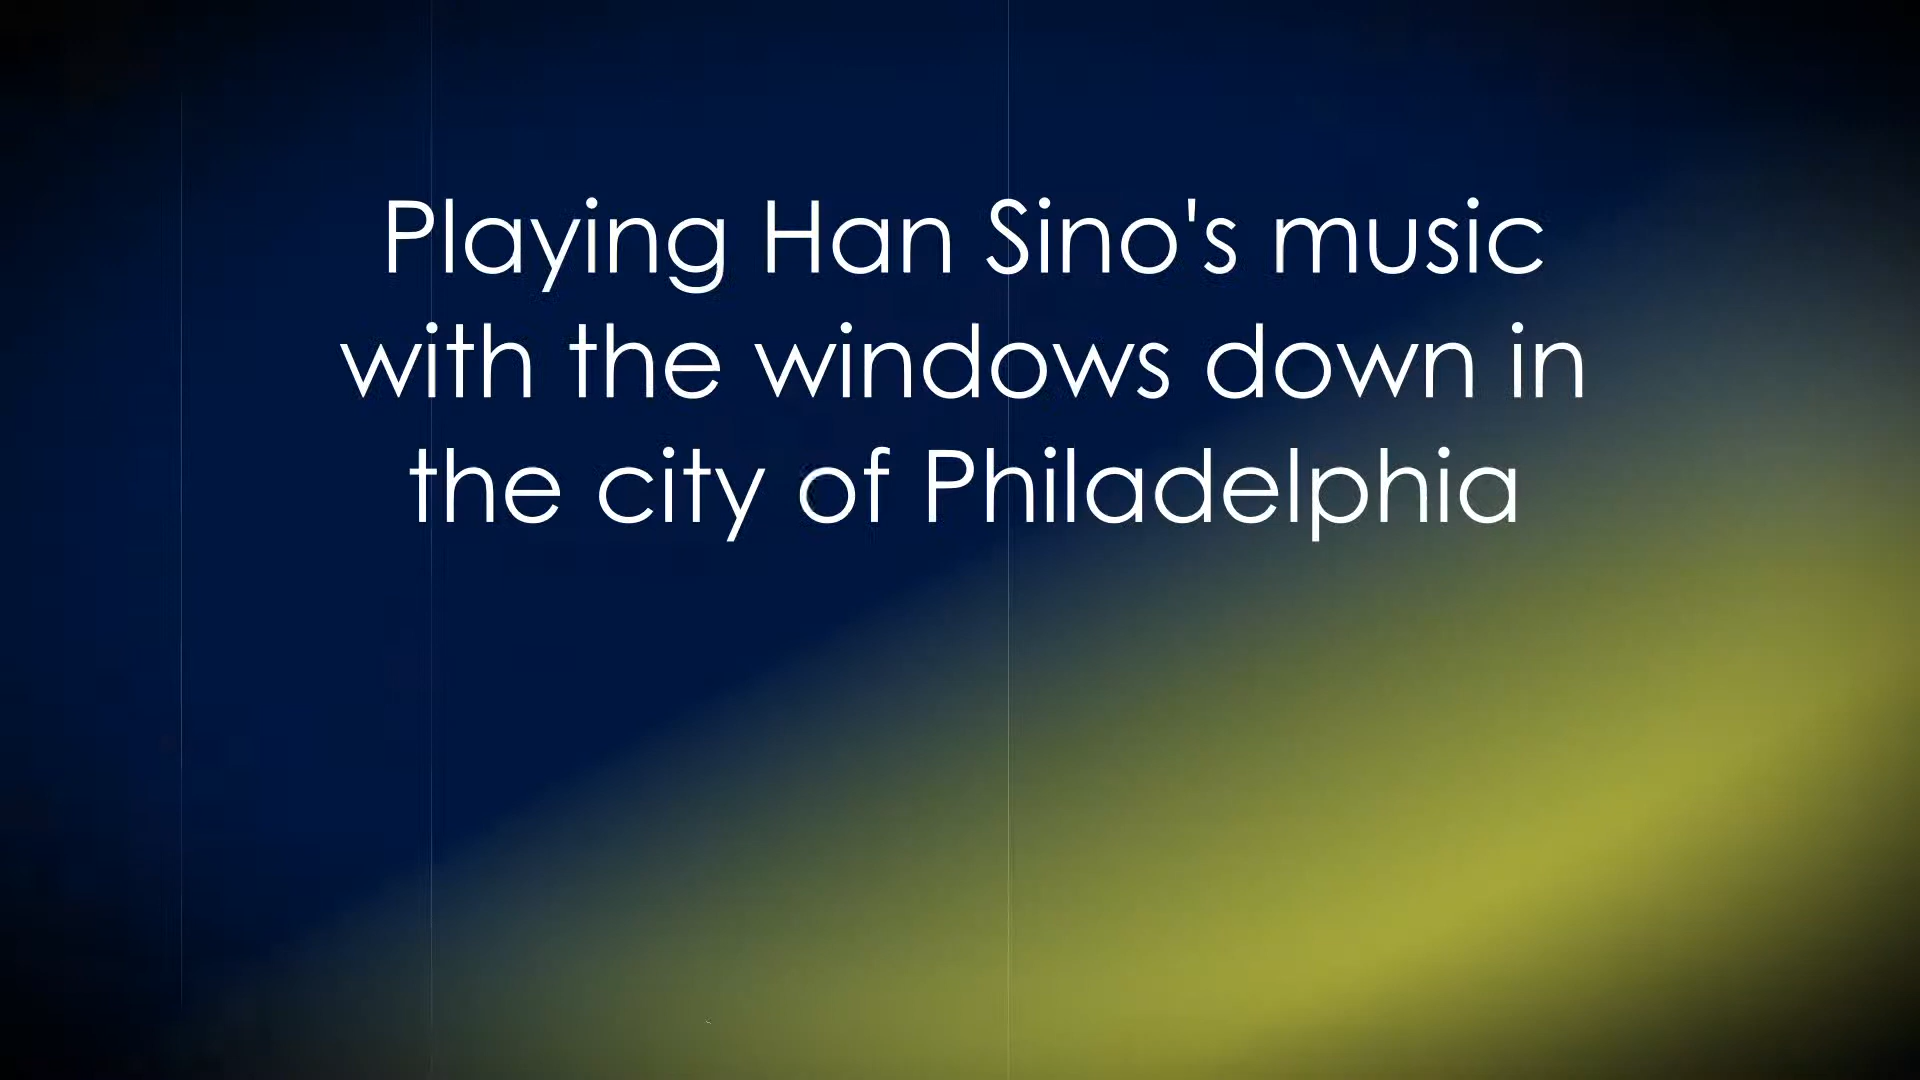 Playing Han Sino's music
with the windows down in
the city of Philadelphia